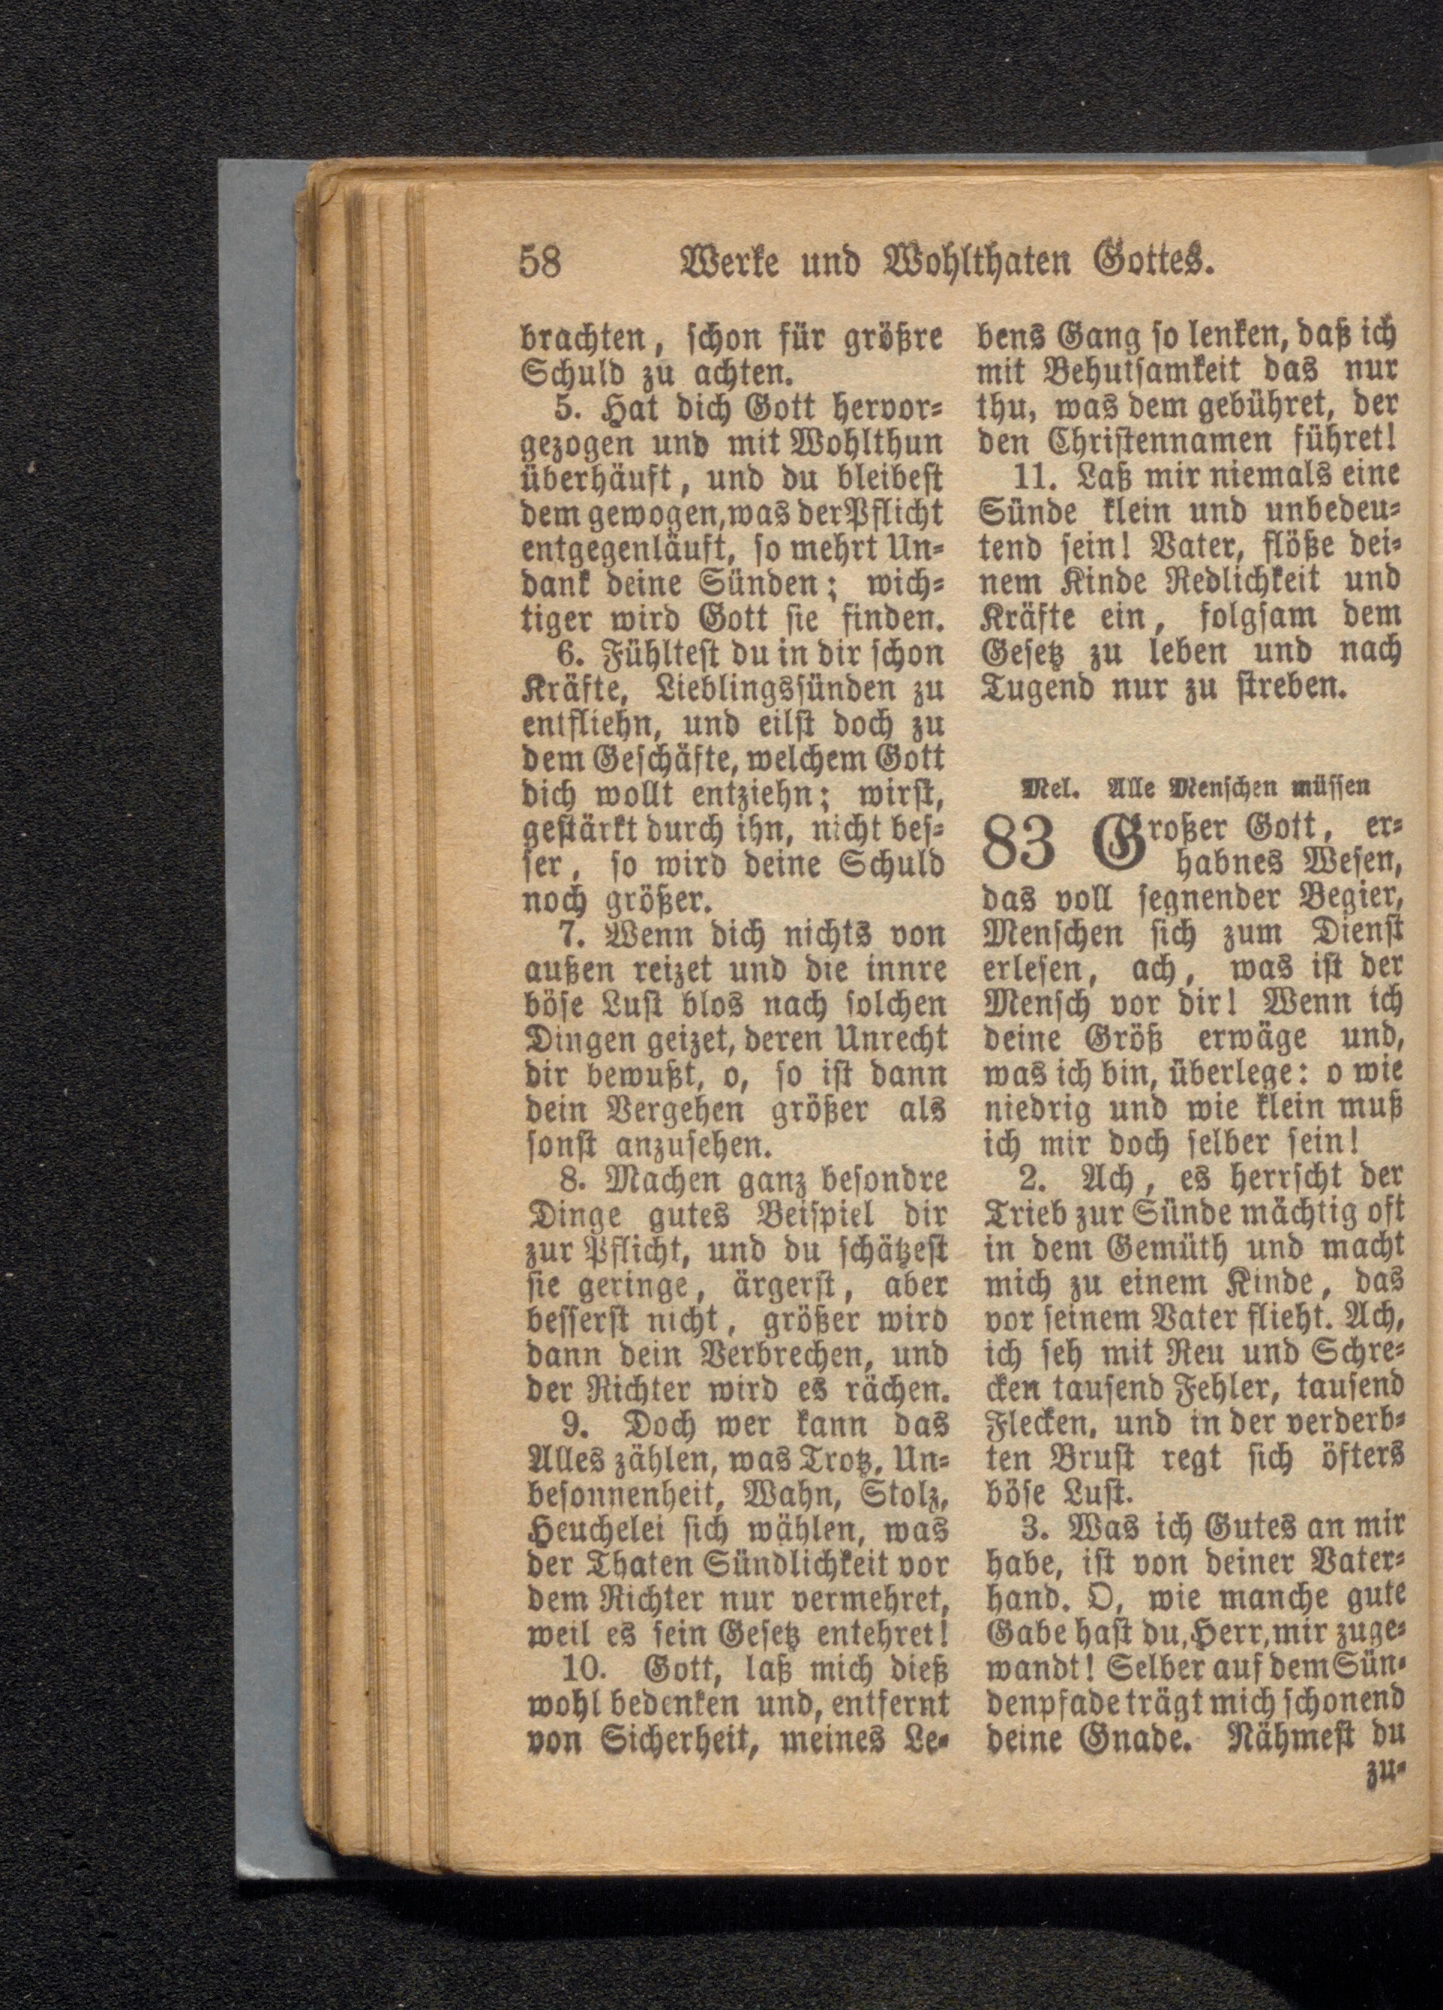 58 Werke und Wohlthaten Gottes.
brachten, schon für größre
Schuld zu achten.
5. Hat dich Gott hervor-
gezogen und mit Wohlthun
überhäuft, und du bleibest
dem gewogen, was der Pflicht
entgegenläuft, so mehrt Un-
dank deine Sünden; wich-
tiger wird Gott sie finden.
6. Fühltest du in dir schon
Kräfte, Lieblingssünden zu
entfliehn, und eilst doch zu
dem Geschäfte, welchem Gott
dich wollt entziehn; wirst,
gestärkt durch ihn, nicht bes-
ser, so wird deine Schuld
noch größer.
7. Wenn dich nichts von
außen reizet und die innre
böse Lust blos nach solchen
Dingen geizet, deren Unrecht
dir bewußt, o, so ist dann
dein Vergehen größer als
sonst anzusehen.
8. Machen ganz besondre
Dinge gutes Beispiel dir
zur Pflicht, und du schätzest
sie geringe, ärgerst, aber
besserst nicht, größer wird
dann dein Verbrechen, und
der Richter wird es rächen.
9. Doch wer kann das
Alles zählen, was Trotz, Un-
besonnenheit, Wahn, Stolz,
Heuchelei sich wählen, was
der Thaten Sündlichkeit vor
dem Richter nur vermehret,
weil es sein Gesetz entehret!
10. Gott, laß mich dieß
wohl bedenken und, entfernt
von Sicherheit, meines Le-
bens Gang so lenken, daß ich
mit Behutsamkeit das nur
thu, was dem gebühret, der
den Christennamen führet!
11. Laß mir niemals eine
Sünde klein und unbedeu-
tend sein! Vater, flöße dei-
nem Kinde Redlichkeit und
Kräfte ein, folgsam dem
Gesetz zu leben und nach
Tugend nur zu streben.
Mel. Alle Menschen müssen
83 Großer Gott, er-
habnes Wesen,
das voll segnender Begier,
Menschen sich zum Dienst
erlesen, ach, was ist der
Mensch vor dir! Wenn ich
deine Größ erwäge und,
was ich bin, überlege: o wie
niedrig und wie klein muß
ich mir doch selber sein!
2. Ach, es herrscht der
Trieb zur Sünde mächtig oft
in dem Gemüth und macht
mich zu einem Kinde, das
vor seinem Vater flieht. Ach,
ich seh mit Reu und Schre-
cken tausend Fehler, tausend
Flecken, und in der verderb-
ten Brust regt sich öfters
böse Lust.
3. Was ich Gutes an mir
habe, ist von deiner Vater-
hand. O, wie manche gute
Gabe hast du, Herr, mir zuge-
wandt! Selber auf dem Sün-
denpfade trägt mich schonend
deine Gnade. Nähmest du
zu-